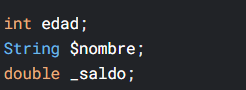 int edad;
String $nombre;
double _saldo;